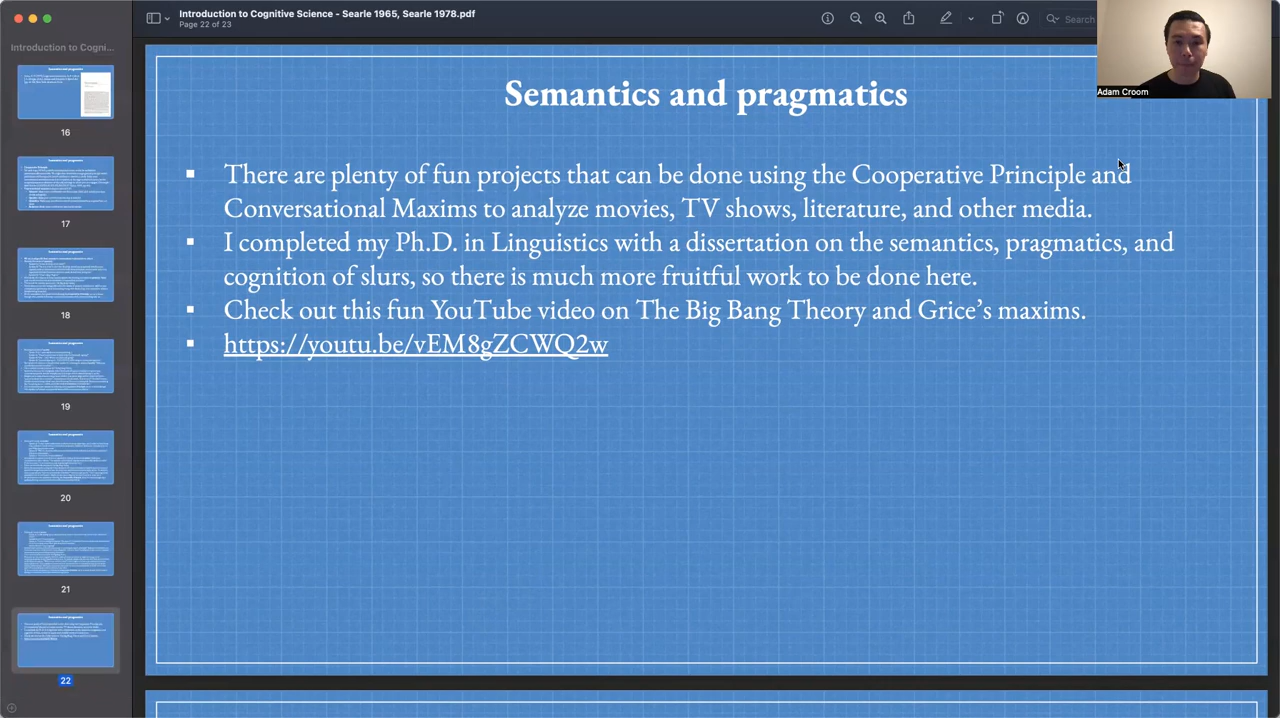 Introduction to Cognitive Science - Searle 1965, Searle 1978.pdf
Page 22 of 23
Search
Adam Croom
Introduction to Cogni...
16
17
18
19
20
21
22
Semantics and pragmatics
▪ There are plenty of fun projects that can be done using the Cooperative Principle and
Conversational Maxims to analyze movies, TV shows, literature, and other media.
▪ I completed my Ph.D. in Linguistics with a dissertation on the semantics, pragmatics, and
cognition of slurs, so there is much more fruitful work to be done here.
▪ Check out this fun YouTube video on The Big Bang Theory and Grice’s maxims.
▪ https://youtu.be/vEM8gZCWQ2w